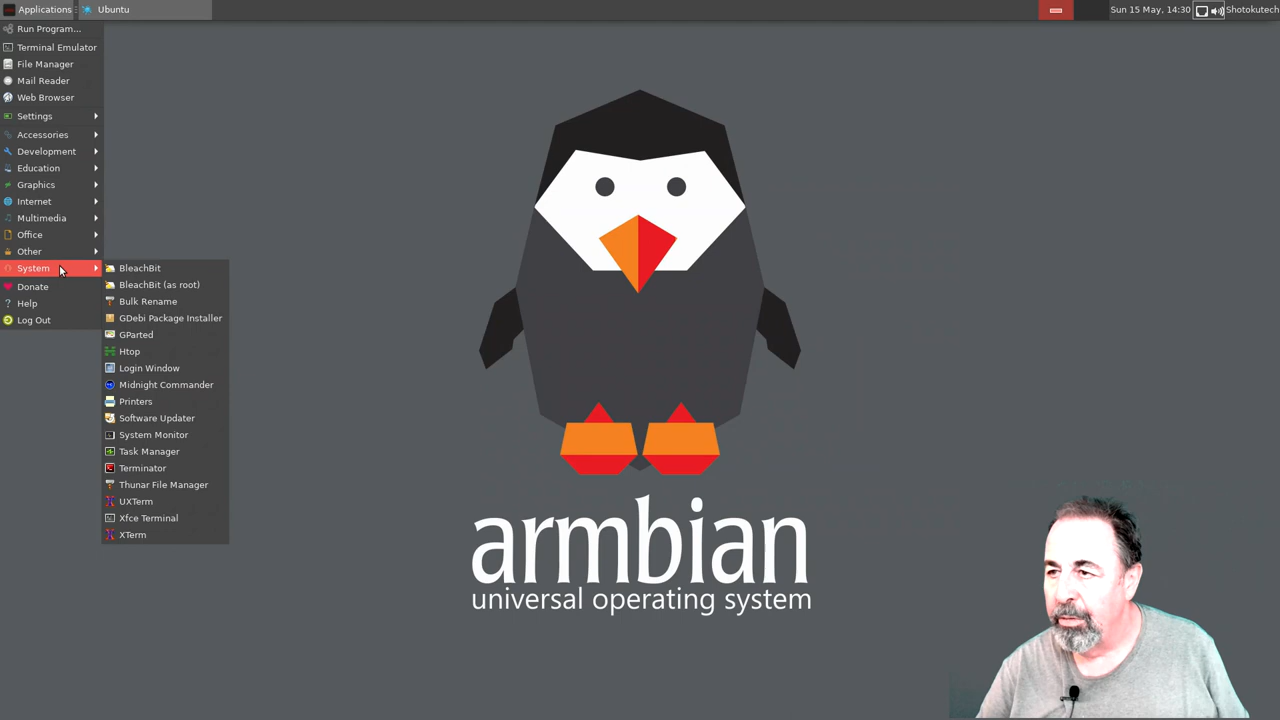 Applications
Ubuntu
Sun 15 May, 14:30
Shotokutech
Run Program...
Terminal Emulator
File Manager
Mail Reader
Web Browser
Settings
Accessories
Development
Education
Graphics
Internet
Multimedia
Office
Other
System
Donate
Help
Log Out
BleachBit
BleachBit (as root)
Bulk Rename
GDebi Package Installer
GParted
Htop
Login Window
Midnight Commander
Printers
Software Updater
System Monitor
Task Manager
Terminator
Thunar File Manager
UXTerm
Xfce Terminal
XTerm
armbian
universal operating system